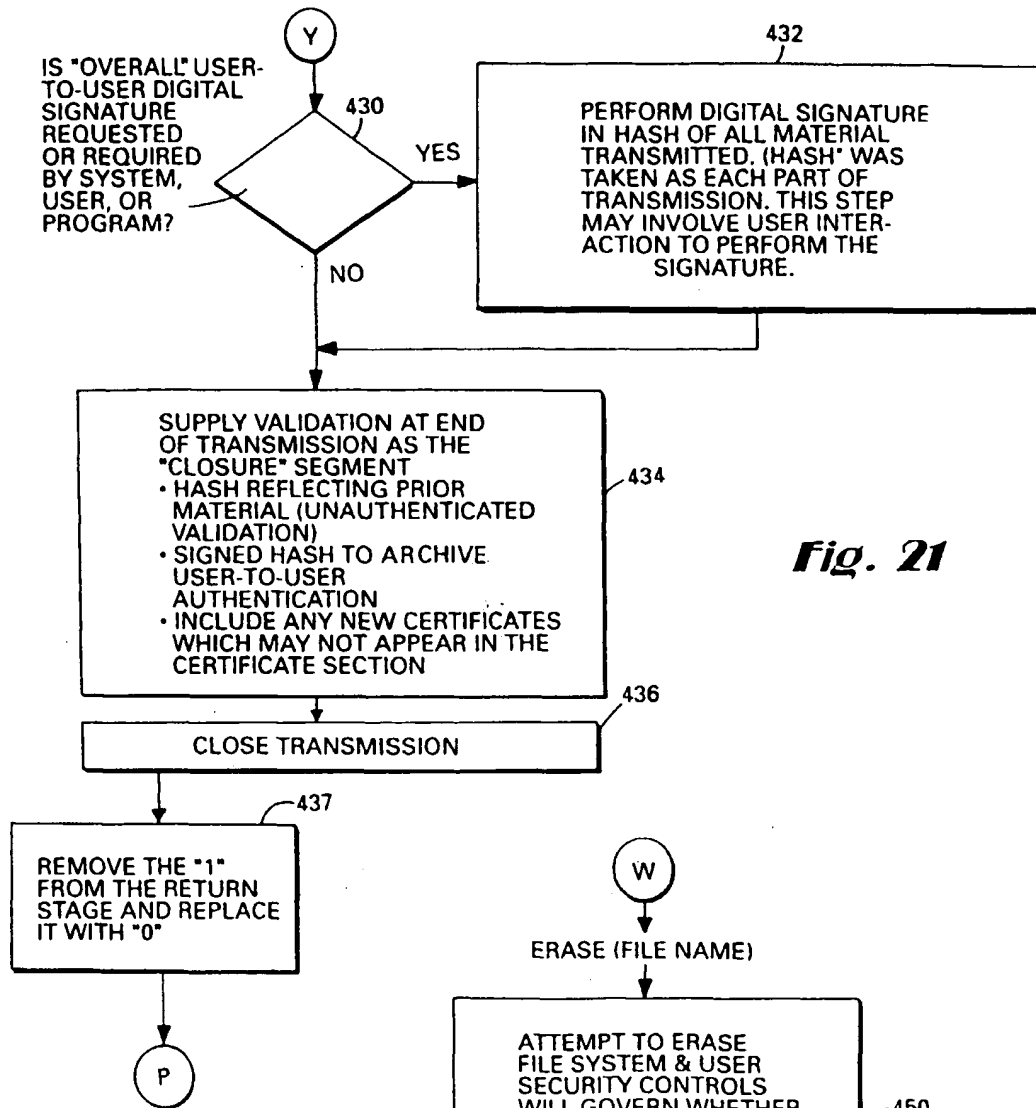 Y
IS "OVERALL" USER-
TO-USER DIGITAL
SIGNATURE
REQUESTED
OR REQUIRED
BY SYSTEM,
USER, OR
PROGRAM?
430
YES
NO
432
PERFORM DIGITAL SIGNATURE
IN HASH OF ALL MATERIAL
TRANSMITTED. (HASH" WAS
TAKEN AS EACH PART OF
TRANSMISSION. THIS STEP
MAY INVOLVE USER INTER-
ACTION TO PERFORM THE
SIGNATURE.
SUPPLY VALIDATION AT END
OF TRANSMISSION AS THE
"CLOSURE" SEGMENT
• HASH REFLECTING PRIOR
MATERIAL (UNAUTHENTICATED
VALIDATION)
• SIGNED HASH TO ARCHIVE
USER-TO-USER
AUTHENTICATION
• INCLUDE ANY NEW CERTIFICATES
WHICH MAY NOT APPEAR IN THE
CERTIFICATE SECTION
434
Fig. 21
436
CLOSE TRANSMISSION
437
REMOVE THE "1"
FROM THE RETURN
STAGE AND REPLACE
IT WITH "0"
P
W
ERASE (FILE NAME)
ATTEMPT TO ERASE
FILE SYSTEM & USER
SECURITY CONTROLS
WILL GOVERN WHETHER
450